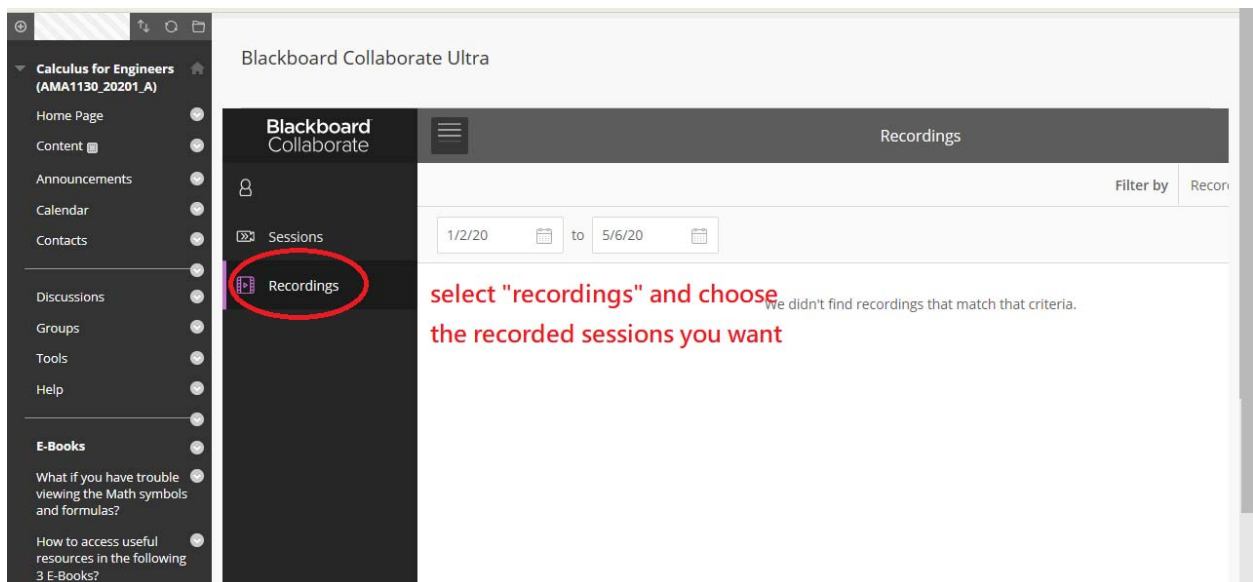 Calculus for Engineers
(AMA1130_20201_A)
Home Page
Content
Announcements
Calendar
Contacts
Discussions
Groups
Tools
Help
E-Books
What if you have trouble
viewing the Math symbols
and formulas?
How to access useful
resources in the following
3 E-Books?
Blackboard Collaborate Ultra
Blackboard
Collaborate
Sessions
Recordings
Recordings
Filter by Recor
1/2/20 to 5/6/20
We didn't find recordings that match that criteria.
select "recordings" and choose
the recorded sessions you want